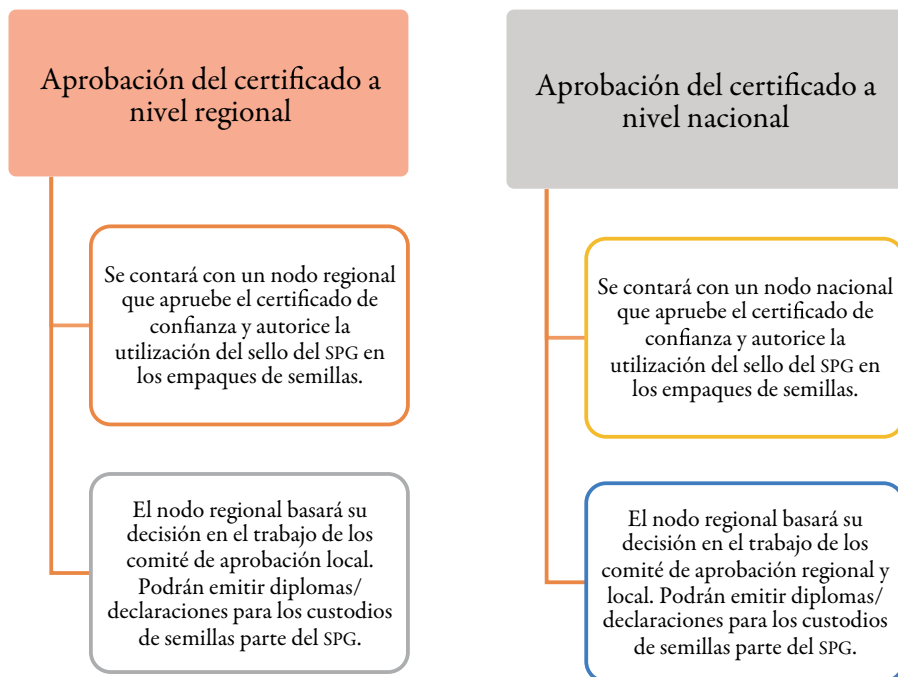 Aprobación del certificado a
nivel regional
Se contará con un nodo regional
que apruebe el certificado de
confianza y autorice la
utilización del sello del SPG en
los empaques de semillas.
El nodo regional basará su
decisión en el trabajo de los
comité de aprobación local.
Podrán emitir diplomas/
declaraciones para los custodios
de semillas parte del SPG.
Aprobación del certificado a
nivel nacional
Se contará con un nodo nacional
que apruebe el certificado de
confianza y autorice la
utilización del sello del SPG en
los empaques de semillas.
El nodo regional basará su
decisión en el trabajo de los
comité de aprobación regional y
local. Podrán emitir diplomas/
declaraciones para los custodios
de semillas parte del SPG.